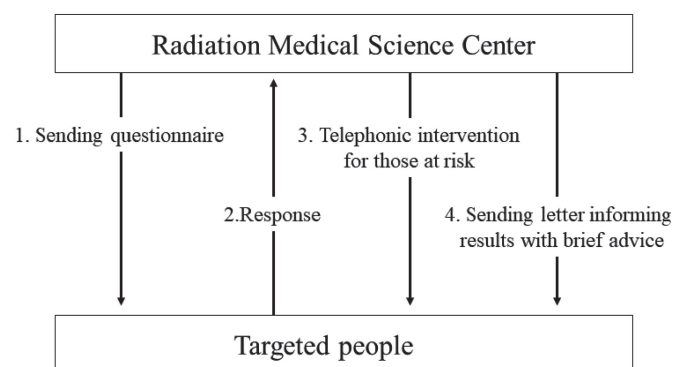 Radiation Medical Science Center
1. Sending questionnaire
3. Telephonic intervention
for those at risk
2.Response
4. Sending letter informing
results with brief advice
Targeted people